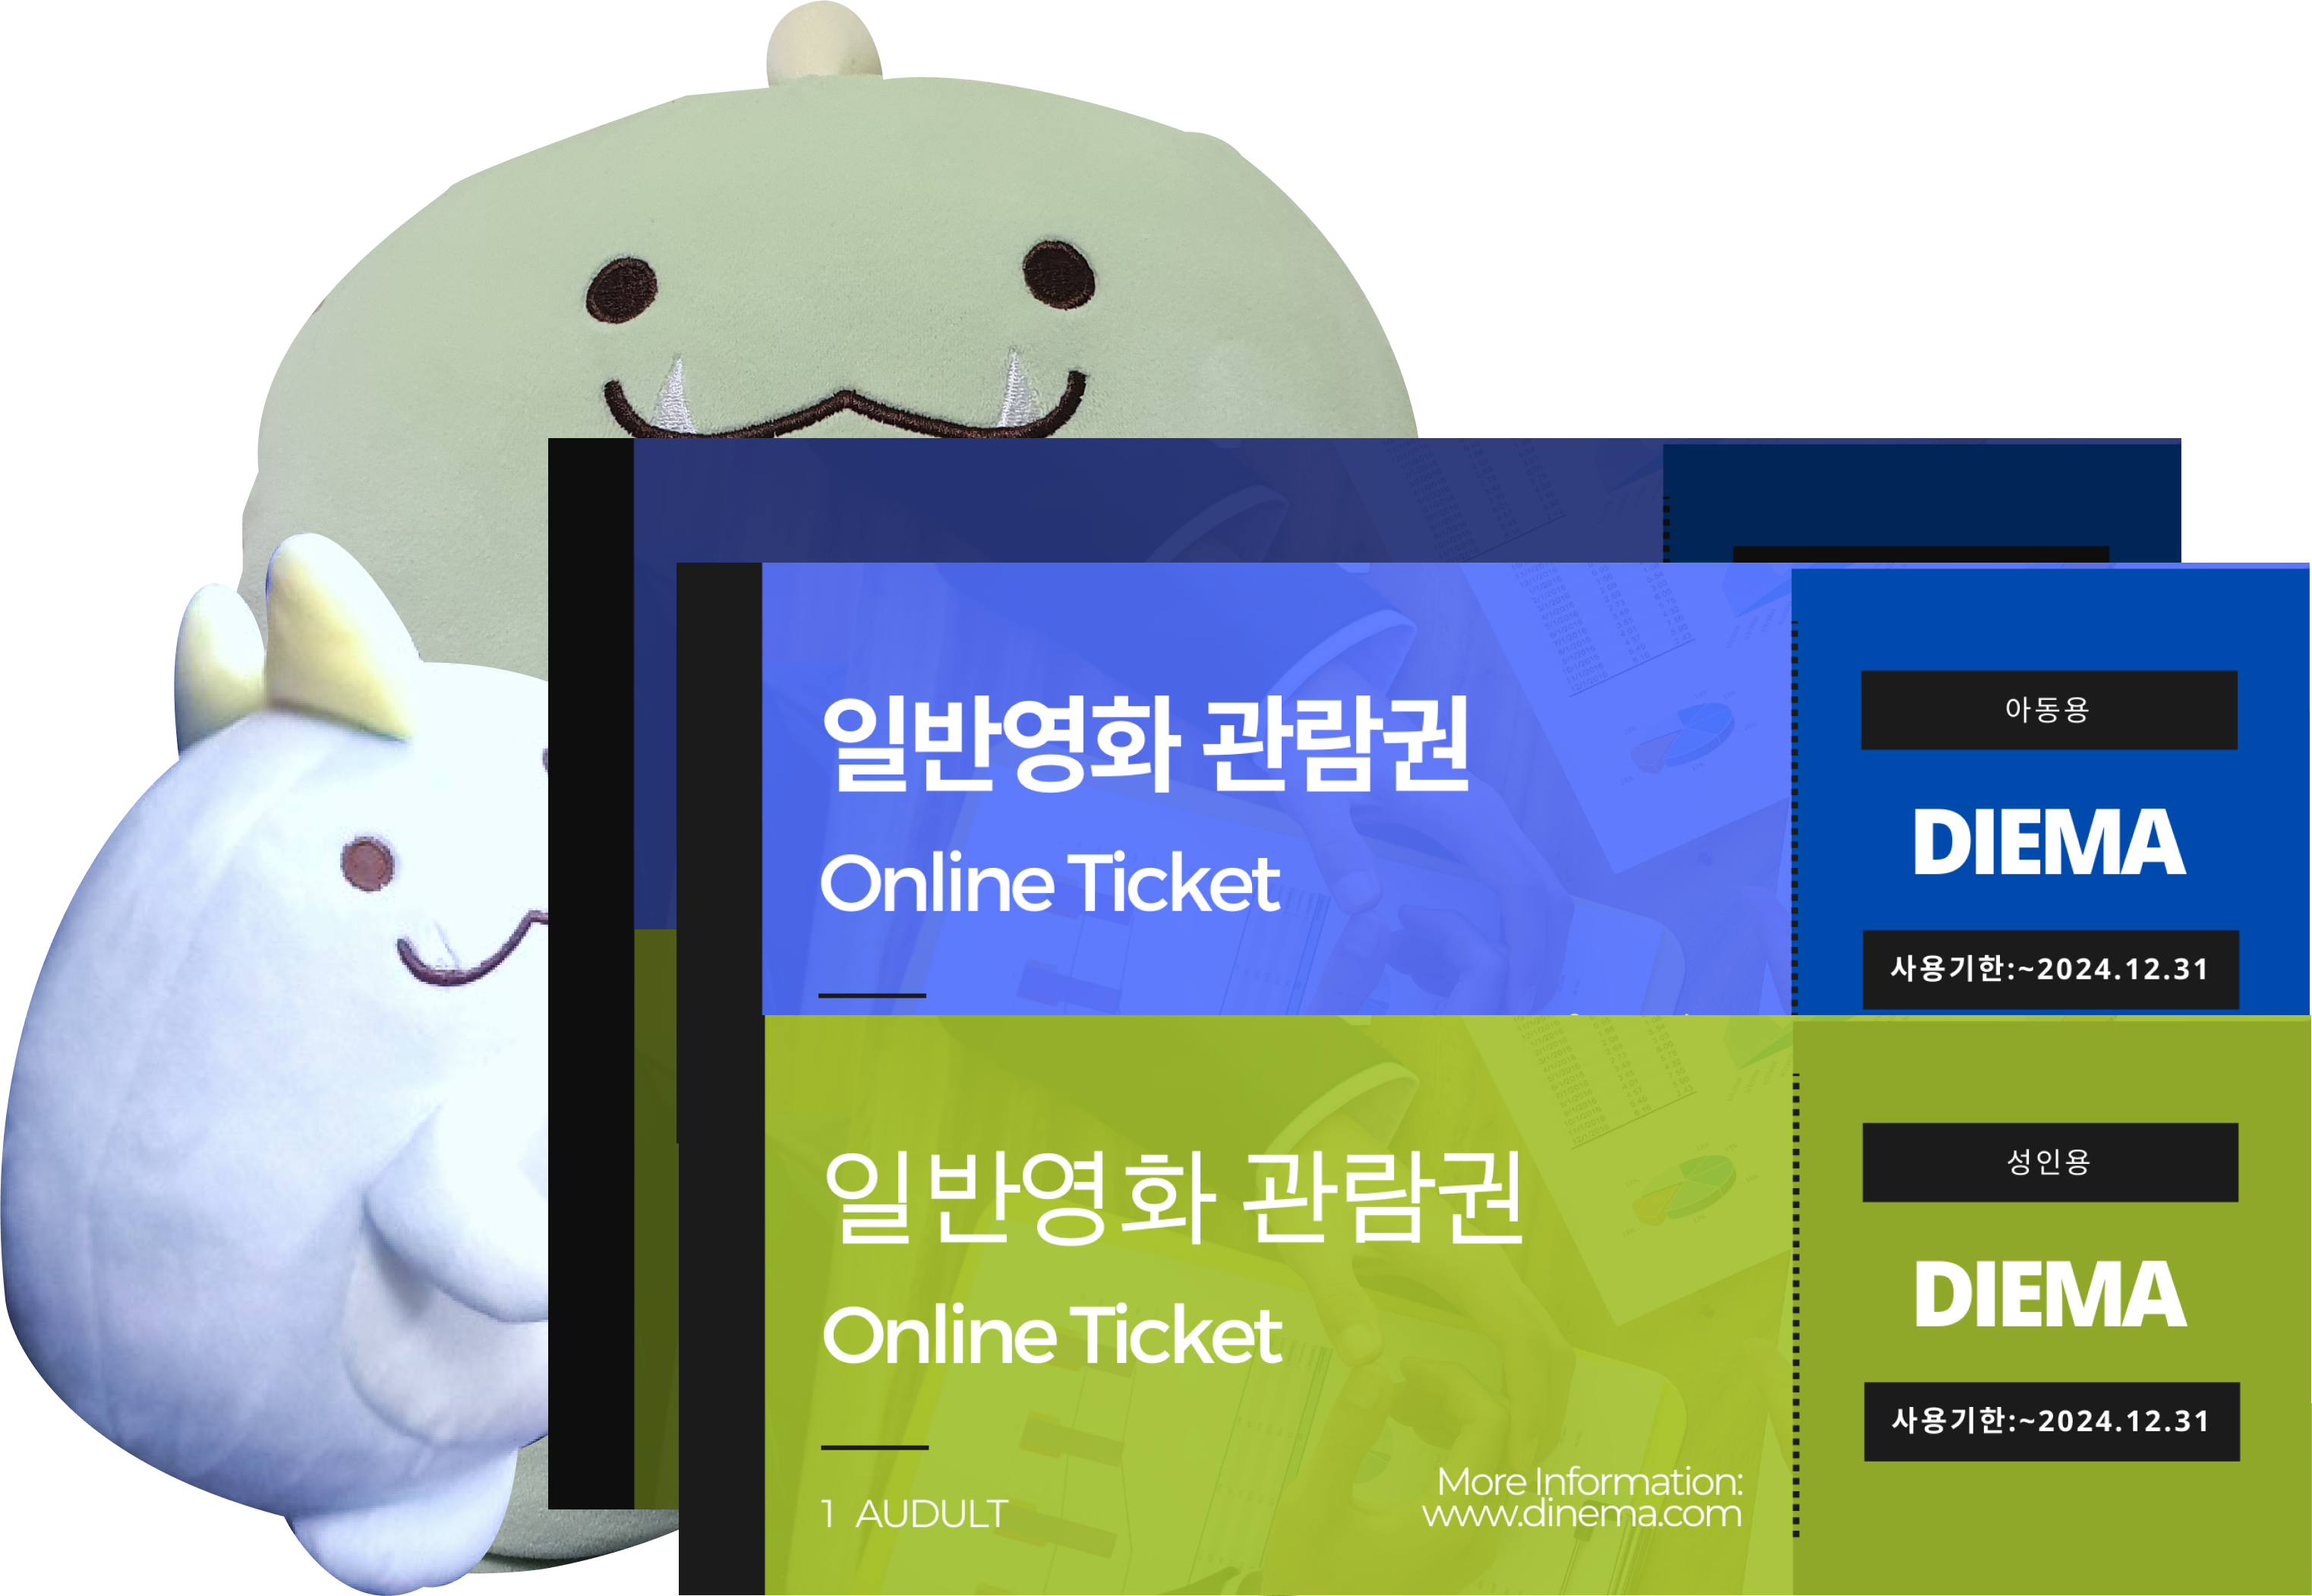 일반영화 관람권
Online Ticket
아동용
DIEMA
사용기한:~2024.12.31
일반영화 관람권
Online Ticket
1 AUDULT
More Information:
www.dinema.com
성인용
DIEMA
사용기한:~2024.12.31